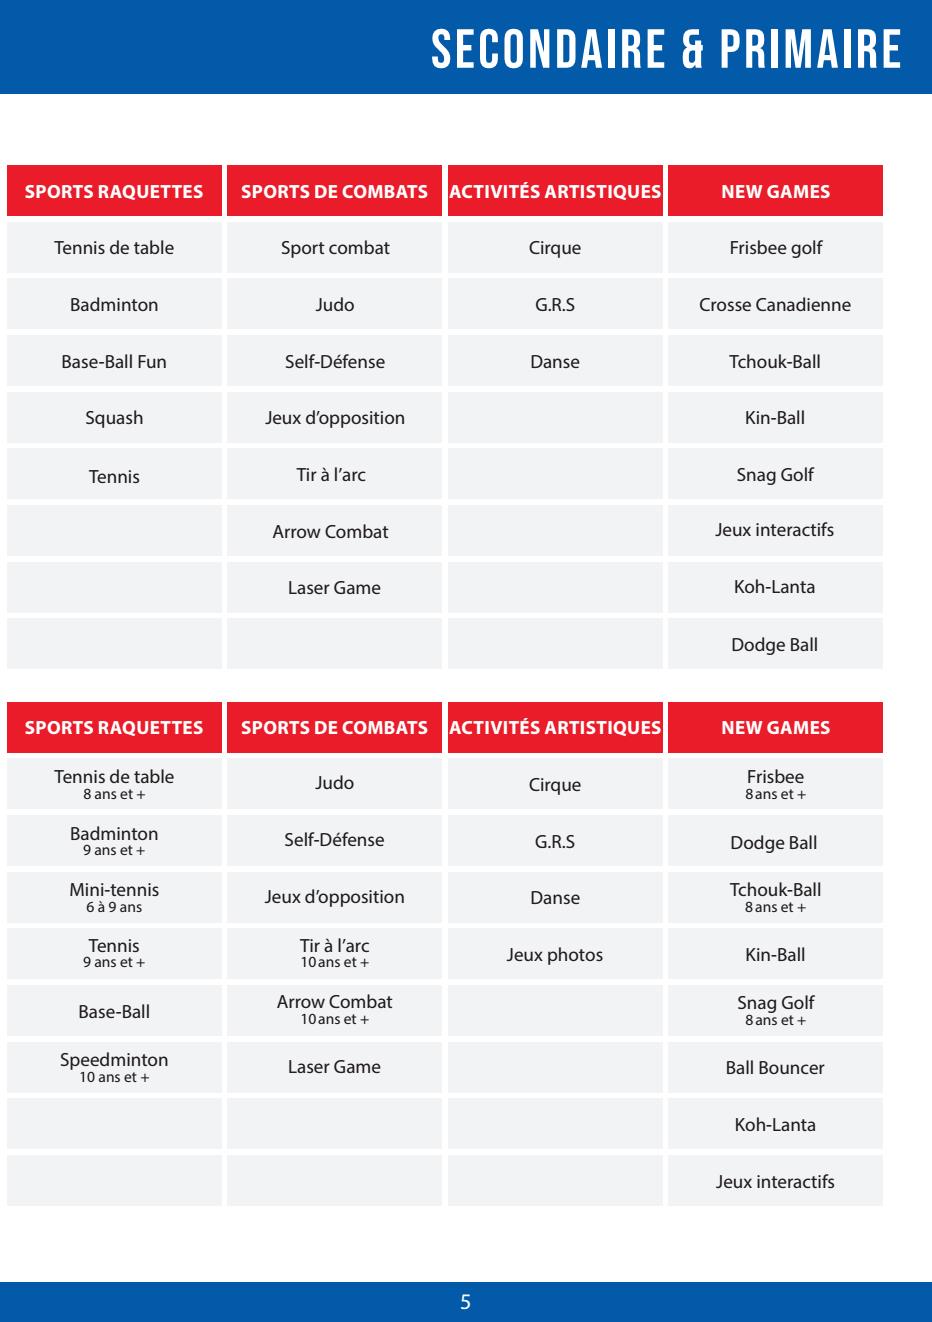 SECONDAIRE & PRIMAIRE
SPORTS RAQUETTES SPORTS DE COMBATS ACTIVITÉS ARTISTIQUES NEW GAMES
Tennis de table Sport combat Cirque Frisbee golf
Badminton Judo G.R.S Crosse Canadienne
Base-Ball Fun Self-Défense Danse Tchouk-Ball
Squash Jeux d’opposition Kin-Ball
Tennis Tir à l’arc Snag Golf
Arrow Combat Jeux interactifs
Laser Game Koh-Lanta
Dodge Ball
SPORTS RAQUETTES SPORTS DE COMBATS ACTIVITÉS ARTISTIQUES NEW GAMES
Tennis de table Judo Cirque Frisbee
8 ans et + 8 ans et +
Badminton Self-Défense G.R.S Dodge Ball
9 ans et +
Mini-tennis Jeux d’opposition Danse Tchouk-Ball
6 à 9 ans 8 ans et +
Tennis Tir à l’arc Jeux photos Kin-Ball
9 ans et + 10 ans et +
Base-Ball Arrow Combat Snag Golf
10 ans et + 8 ans et +
Speedminton Laser Game Ball Bouncer
10 ans et +
Koh-Lanta
Jeux interactifs
5